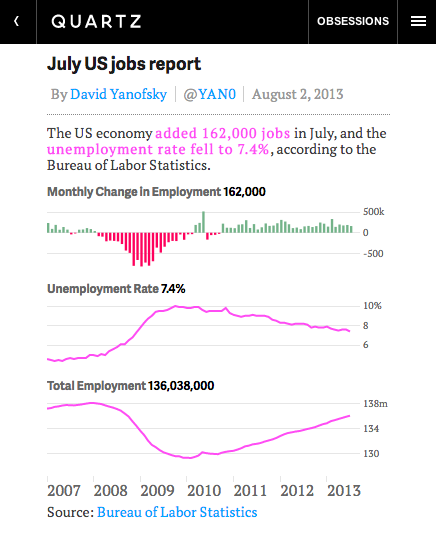 QUARTZ
OBSESSIONS
July US jobs report
By David Yanofsky @YAN0 August 2, 2013
The US economy added 162,000 jobs in July, and the
unemployment rate fell to 7.4%, according to the
Bureau of Labor Statistics.
Monthly Change in Employment 162,000
500k
0
-500
Unemployment Rate 7.4%
10%
8
6
Total Employment 136,038,000
138m
134
130
2007 2008 2009 2010 2011 2012 2013
Source: Bureau of Labor Statistics